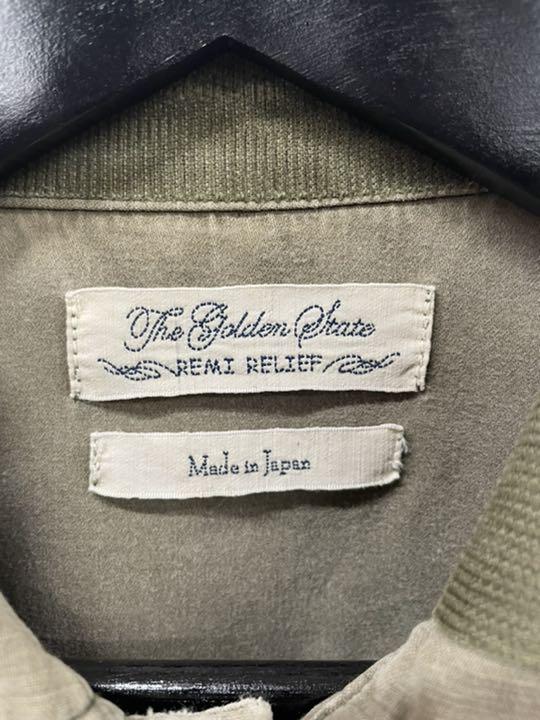 The Golden State
REMI RELIEF
Made in Japan